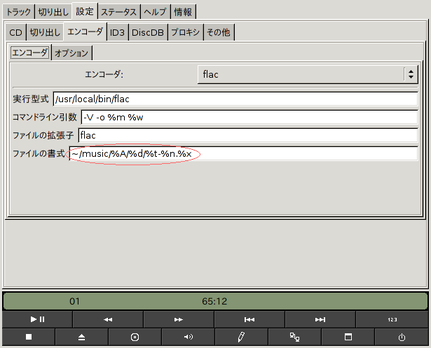 トラック 切り出し 設定 ステータス ヘルプ 情報
CD 切り出し エンコーダ ID3 DiscDB プロキシ その他
エンコーダ オプション
エンコーダ: flac
実行型式 /usr/local/bin/flac
コマンドライン引数 -V -o %m %w
ファイルの拡張子 flac
ファイルの書式: ~/music/%A/%d/%t-%n.%x
01 65:12
123